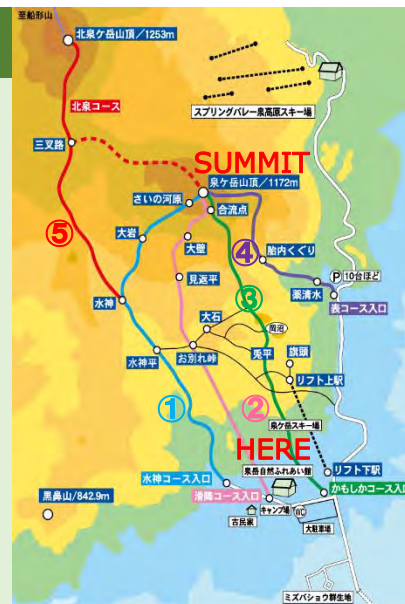 至船形山
北泉ケ岳山頂/1253m
北泉コース
スプリングバレー泉高原スキー場
三叉路
SUMMIT
泉ケ岳山頂/1172m
さいの河原
合流点
大岩
大壁
⑤
④
胎内くぐり
P 10台ほど
見返平
薬清水
表コース入口
水神
③
大石
岡沼
兎平
旗頭
水神平
お別れ峠
リフト上駅
①
②
泉ケ岳スキー場
HERE
リフト下駅
水神コース入口
泉岳自然ふれあい館
かもしかコース入口
黒鼻山/842.9m
滑降コース入口
キャンプ場
WC
古民家
大駐車場
ミズバショウ群生地